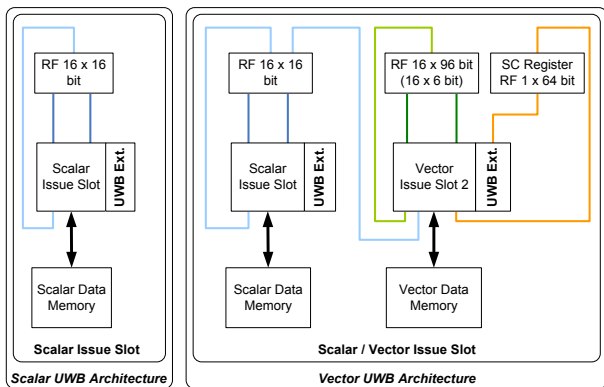 RF 16 x 16
bit
Scalar
Issue Slot
UWB Ext.
Scalar Data
Memory
Scalar Issue Slot
Scalar UWB Architecture
RF 16 x 16
bit
RF 16 x 96 bit
(16 x 6 bit)
SC Register
RF 1 x 64 bit
Scalar
Issue Slot
UWB Ext.
Vector
Issue Slot 2
UWB Ext.
Scalar Data
Memory
Vector Data
Memory
Scalar / Vector Issue Slot
Vector UWB Architecture